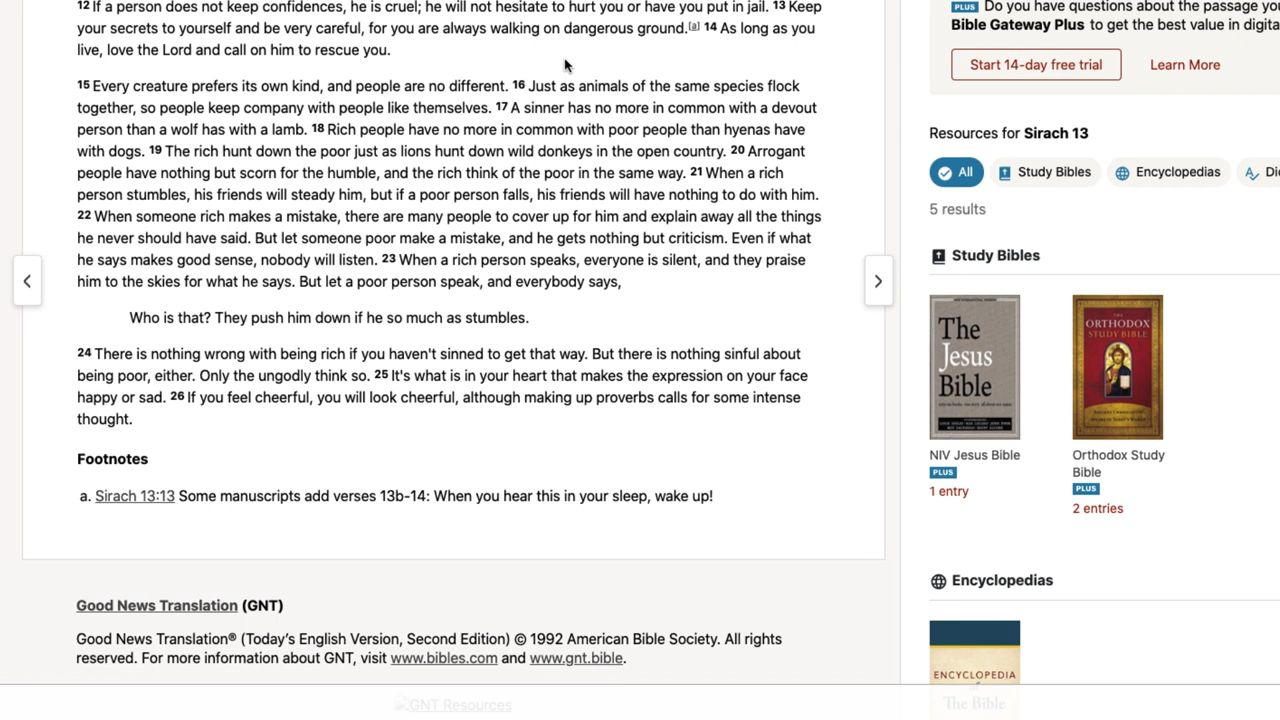 12 If a person does not keep confidences, he is cruel; he will not hesitate to hurt you or have you put in jail. 13 Keep
your secrets to yourself and be very careful, for you are always walking on dangerous ground.[a] 14 As long as you
live, love the Lord and call on him to rescue you.
15 Every creature prefers its own kind, and people are no different. 16 Just as animals of the same species flock
together, so people keep company with people like themselves. 17 A sinner has no more in common with a devout
person than a wolf has with a lamb. 18 Rich people have no more in common with poor people than hyenas have
with dogs. 19 The rich hunt down the poor just as lions hunt down wild donkeys in the open country. 20 Arrogant
people have nothing but scorn for the humble, and the rich think of the poor in the same way. 21 When a rich
person stumbles, his friends will steady him, but if a poor person falls, his friends will have nothing to do with him.
22 When someone rich makes a mistake, there are many people to cover up for him and explain away all the things
he never should have said. But let someone poor make a mistake, and he gets nothing but criticism. Even if what
he says makes good sense, nobody will listen. 23 When a rich person speaks, everyone is silent, and they praise
him to the skies for what he says. But let a poor person speak, and everybody says,
Who is that? They push him down if he so much as stumbles.
24 There is nothing wrong with being rich if you haven't sinned to get that way. But there is nothing sinful about
being poor, either. Only the ungodly think so. 25 It's what is in your heart that makes the expression on your face
happy or sad. 26 If you feel cheerful, you will look cheerful, although making up proverbs calls for some intense
thought.
Footnotes
a. Sirach 13:13 Some manuscripts add verses 13b-14: When you hear this in your sleep, wake up!
Good News Translation (GNT)
Good News Translation® (Today's English Version, Second Edition) © 1992 American Bible Society. All rights
reserved. For more information about GNT, visit www.bibles.com and www.gnt.bible.
GNT Resources
PLUS Do you have questions about the passage you
Bible Gateway Plus to get the best value in digita
Start 14-day free trial
Learn More
Resources for Sirach 13
All
Study Bibles
Encyclopedias
5 results
Study Bibles
The
Jesus
Bible
THE
ORTHODOX
STUDY BIBLE
NIV Jesus Bible
PLUS
1 entry
Orthodox Study
Bible
PLUS
2 entries
Encyclopedias
ENCYCLOPEDIA
of
The Bible